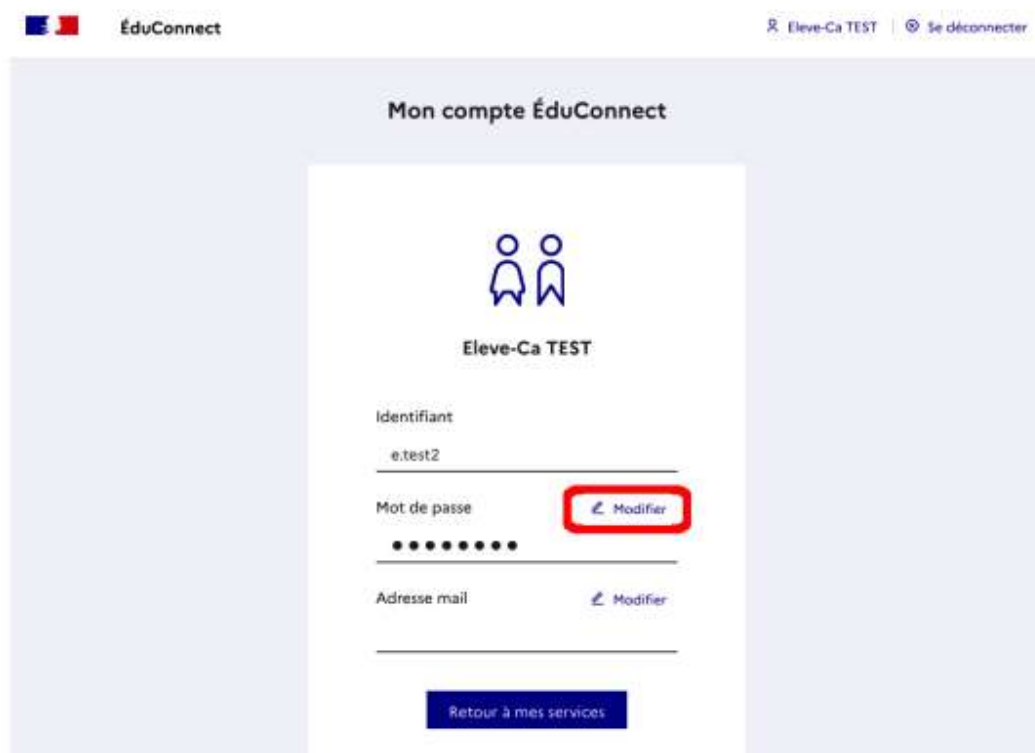 ÉduConnect
Eleve-Ca TEST
Se déconnecter
Mon compte ÉduConnect
Eleve-Ca TEST
Identifiant
e.test2
Mot de passe
Modifier
Adresse mail
Modifier
Retour à mes services